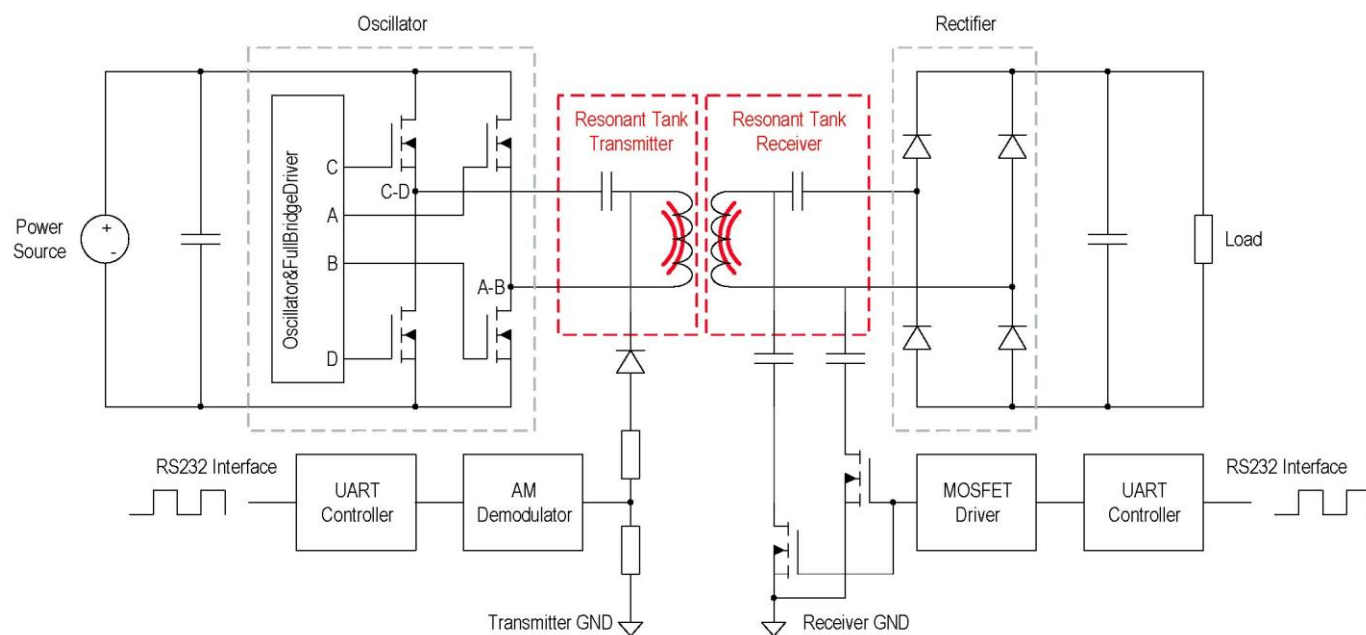 Oscillator
Rectifier
Resonant Tank
Transmitter
Resonant Tank
Receiver
Oscillator&FullBridgeDriver
C
C-D
A
B
A-B
D
Power
Source
+
-
Load
RS232 Interface
UART
Controller
AM
Demodulator
MOSFET
Driver
UART
Controller
RS232 Interface
Transmitter GND
Receiver GND